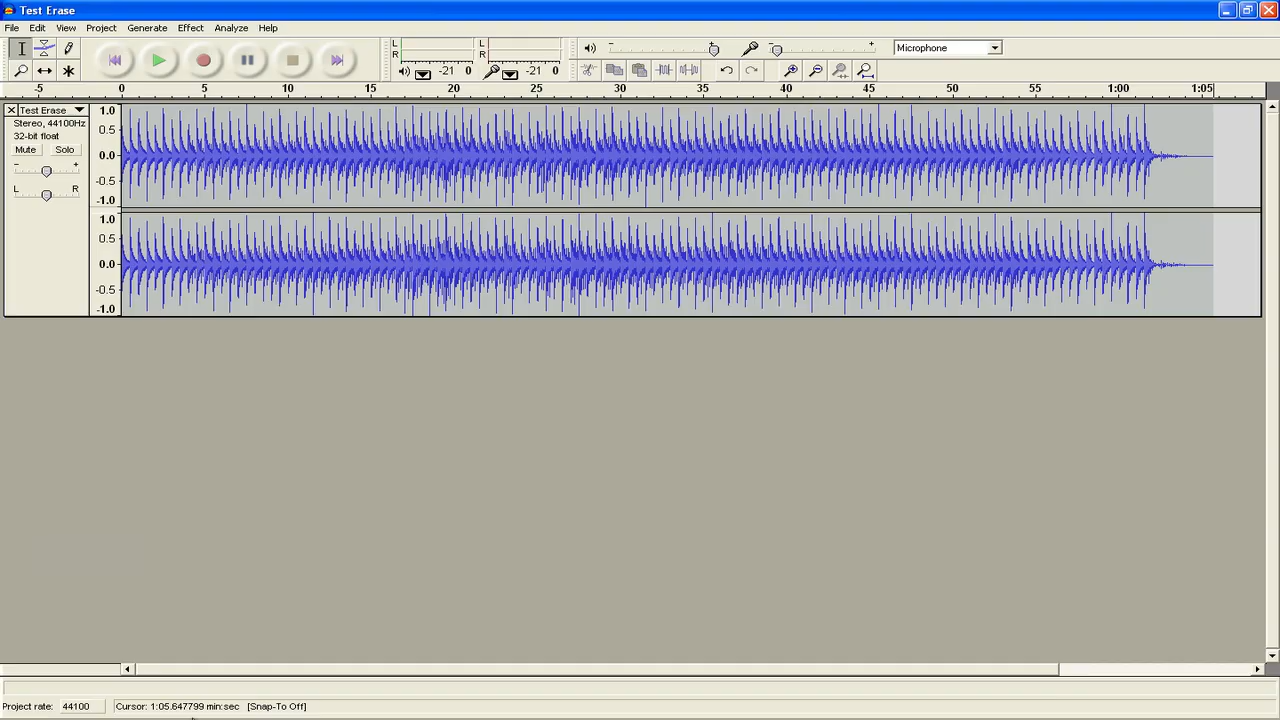 Test Erase
File Edit View Project Generate Effect Analyze Help
L R -21 0 L R -21 0
Microphone
-5 0 5 10 15 20 25 30 35 40 45 50 55 1:00 1:05
Test Erase
Stereo, 44100Hz
32-bit float
Mute Solo
- +
L R
1.0
0.5
0.0
-0.5
-1.0
1.0
0.5
0.0
-0.5
-1.0
Project rate: 44100 Cursor: 1:05.647799 min:sec [Snap-To Off]